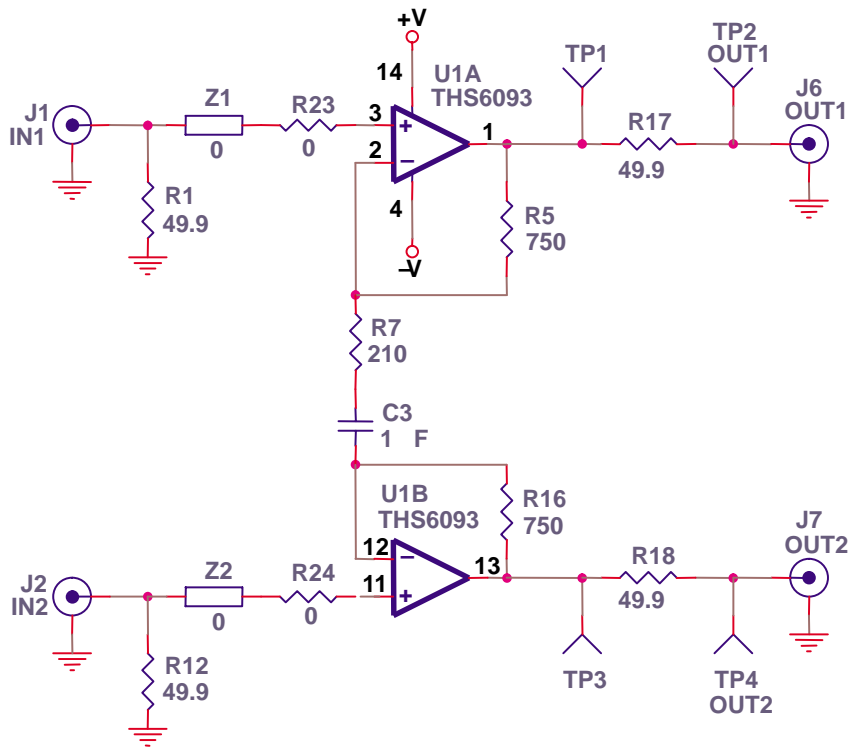 +V
14
U1A
THS6093
TP1
TP2
OUT1
J1
IN1
Z1
0
R23
0
3
+
2
−
1
4
–V
R17
49.9
J6
OUT1
R1
49.9
R5
750
R7
210
C3
1 F
U1B
THS6093
R16
750
12
−
11
+
13
R18
49.9
J7
OUT2
J2
IN2
Z2
0
R24
0
R12
49.9
TP3
TP4
OUT2